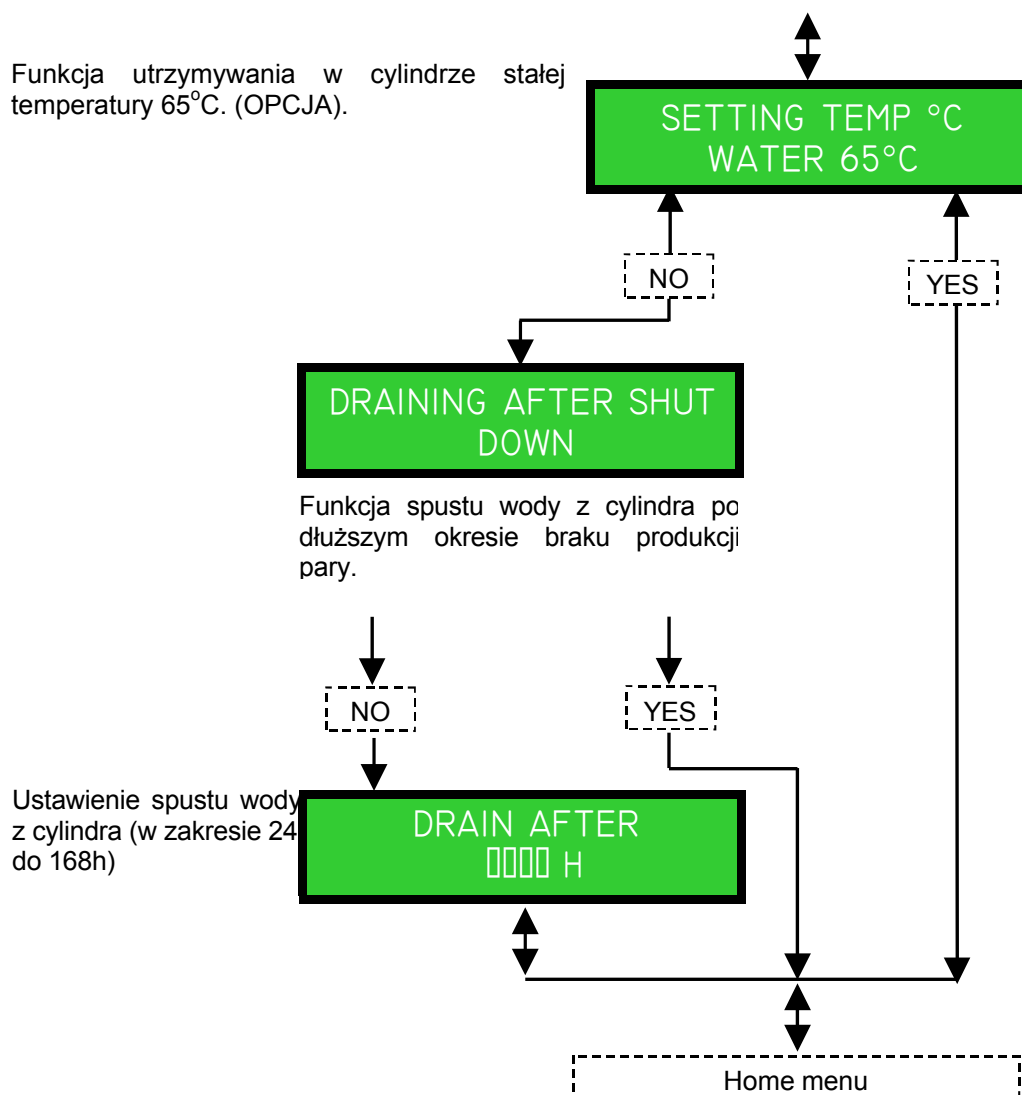 Funkcja utrzymywania w cylindrze stałej
temperatury 65°C. (OPCJA).
SETTING TEMP °C
WATER 65°C
NO
YES
DRAINING AFTER SHUT
DOWN
Funkcja spustu wody z cylindra po
dłuższym okresie braku produkcji
pary.
NO
YES
Ustawienie spustu wody
z cylindra (w zakresie 24
do 168h)
DRAIN AFTER
▯▯▯▯ H
Home menu